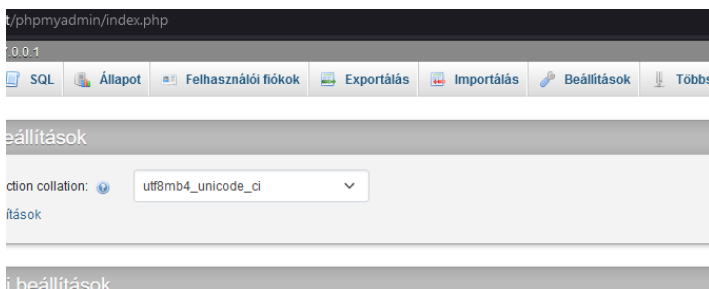 t/phpmyadmin/index.php
7.0.0.1
SQL Állapot Felhasználói fiókok Exportálás Importálás Beállítások Többs
eállítások
ction collation: utf8mb4_unicode_ci
ítások
i beállítások